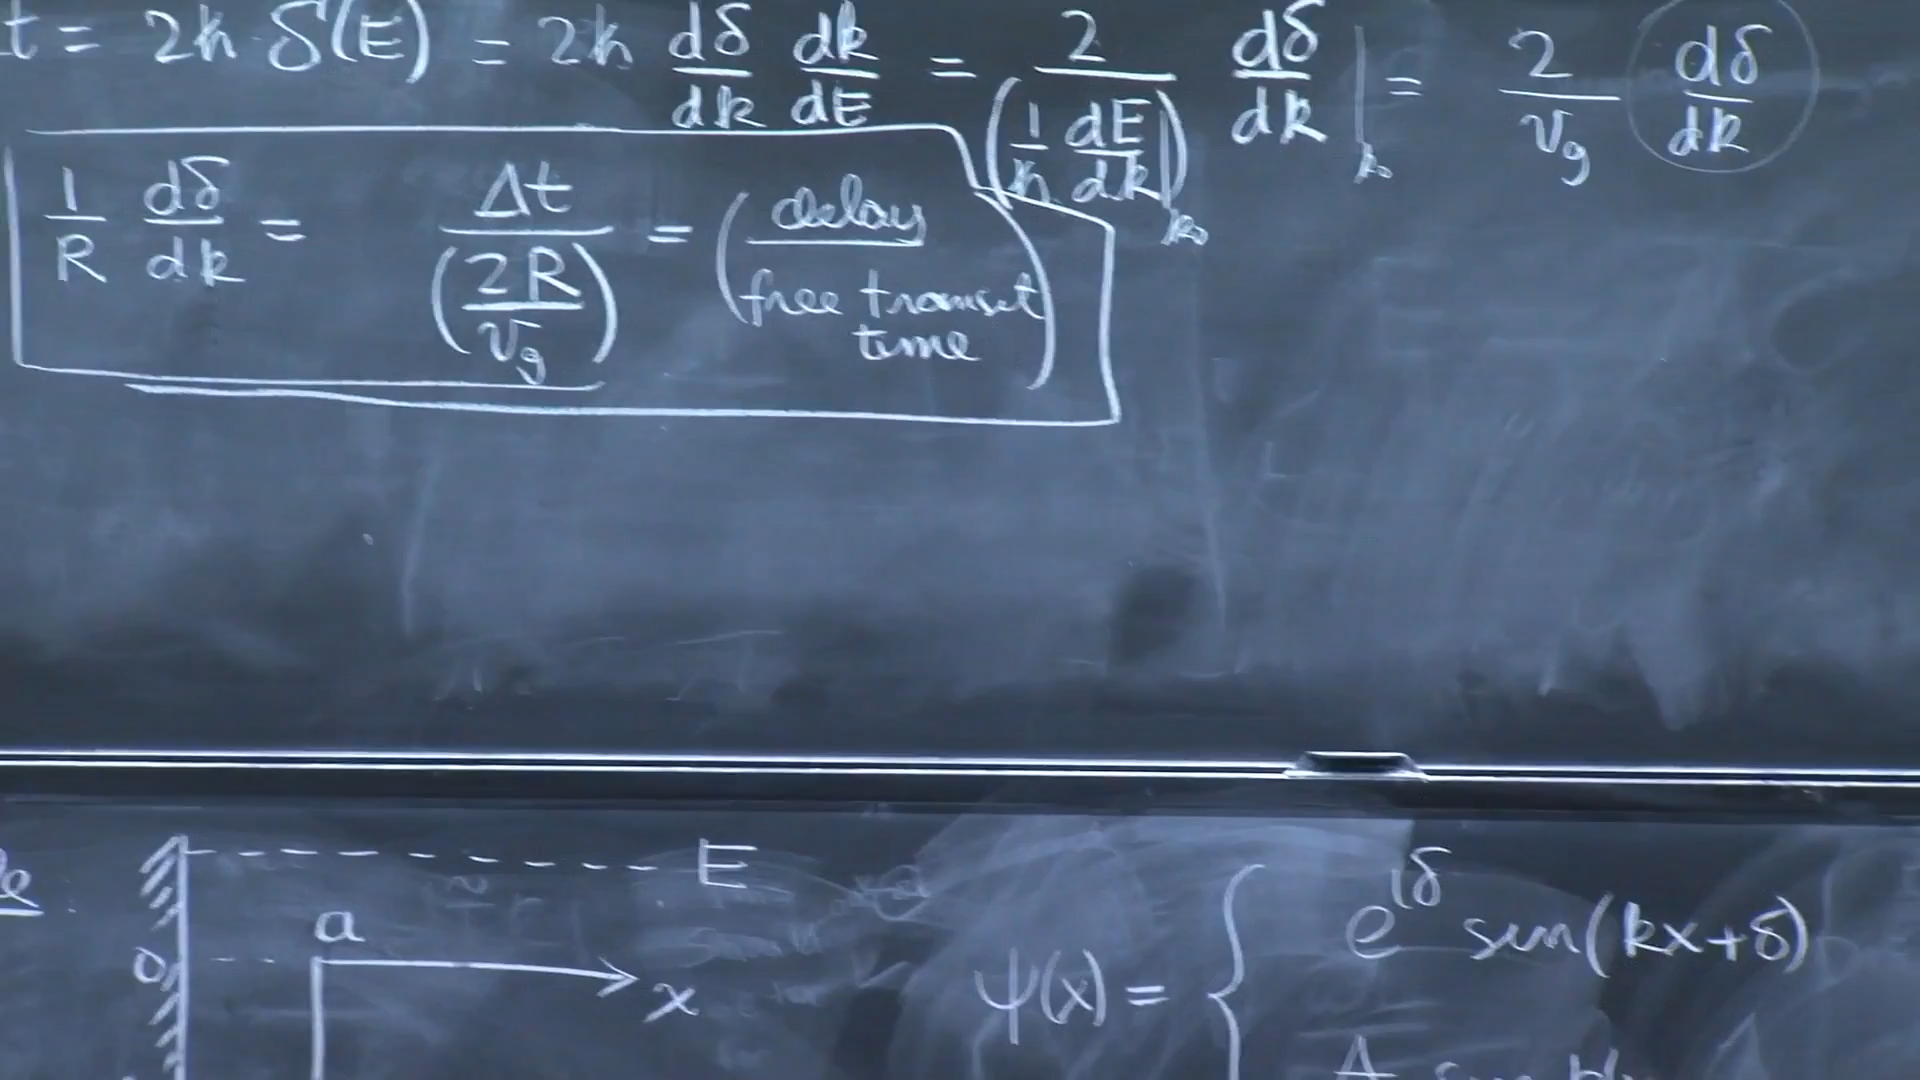 t = 2ħ δ(E) = 2ħ dδ/dk dk/dE = 2/(1/ħ dE/dk|k₀) dδ/dk|k₀ = 2/v_g dδ/dk
1/R dδ/dk = Δt/(2R/v_g) = (delay/free transit time)
E
a
0
x
ψ(x) = { e^{iδ} sin(kx+δ)
A sin